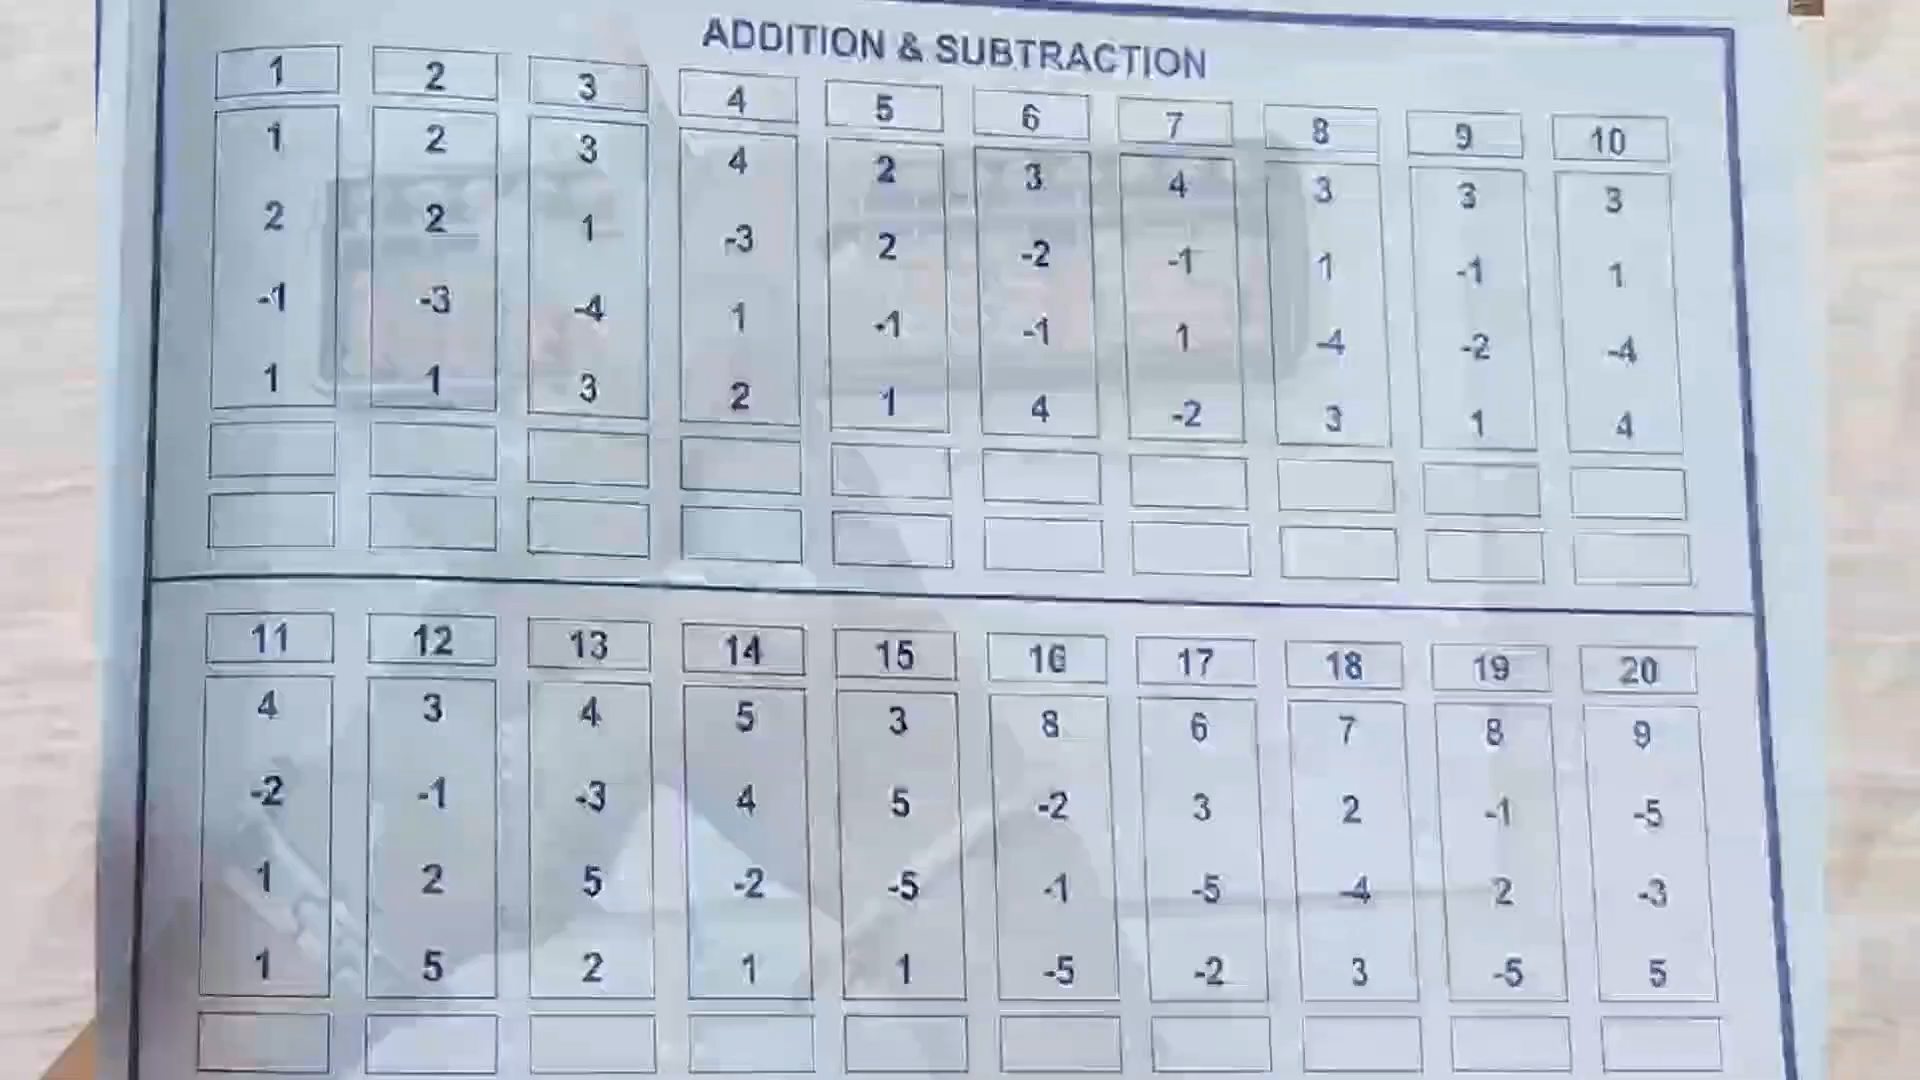 ADDITION & SUBTRACTION
1 2 3 4 5 6 7 8 9 10
1 2 3 4 2 3 4 3 3 3
2 2 1 -3 2 -2 -1 1 -1 1
-1 -3 -4 1 -1 -1 1 -4 -2 -4
1 1 3 2 1 4 -2 3 1 4
11 12 13 14 15 16 17 18 19 20
4 3 4 5 3 8 6 7 8 9
-2 -1 -3 4 5 -2 3 2 -1 -5
1 2 5 -2 -5 -1 -5 -4 2 -3
1 5 2 1 1 -5 -2 3 -5 5